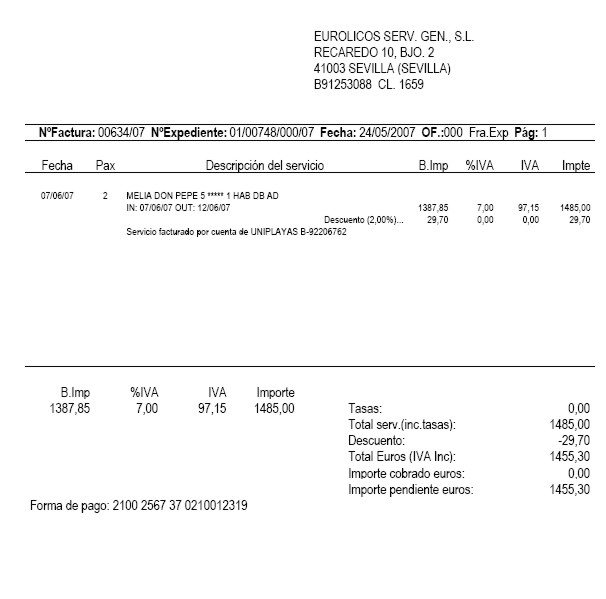 EUROLICOS SERV. GEN., S.L.
RECAREDO 10, BJO. 2
41003 SEVILLA (SEVILLA)
B91253088 CL. 1659
NºFactura: 00634/07 NºExpediente: 01/00748/000/07 Fecha: 24/05/2007 OF.:000 Fra.Exp Pág: 1
Fecha Pax Descripción del servicio B.Imp %IVA IVA Impte
07/06/07 2 MELIA DON PEPE 5 ***** 1 HAB DB AD
IN: 07/06/07 OUT: 12/06/07 1387,85 7,00 97,15 1485,00
Descuento (2,00%)... 29,70 0,00 0,00 29,70
Servicio facturado por cuenta de UNIPLAYAS B-92206762
B.Imp %IVA IVA Importe
1387,85 7,00 97,15 1485,00
Tasas: 0,00
Total serv.(inc.tasas): 1485,00
Descuento: -29,70
Total Euros (IVA Inc): 1455,30
Importe cobrado euros: 0,00
Importe pendiente euros: 1455,30
Forma de pago: 2100 2567 37 0210012319